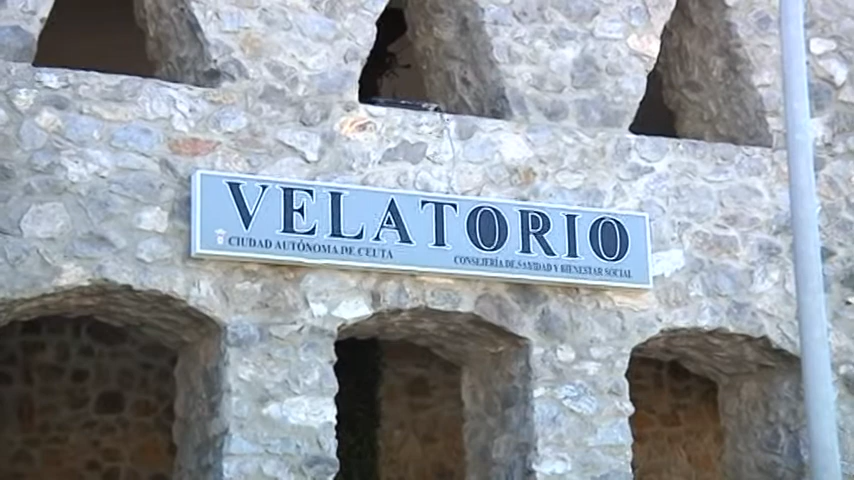 VELATORIO
CIUDAD AUTÓNOMA DE CEUTA
CONSEJERÍA DE SANIDAD Y BIENESTAR SOCIAL